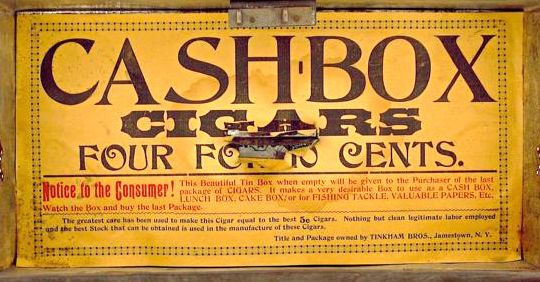 CASH-BOX
CIGARS
FOUR FOR 10 CENTS.
Notice to the Consumer! This Beautiful Tin Box when empty will be given to the Purchaser of the last
package of CIGARS. It makes a very desirable Box to use as a CASH BOX,
LUNCH BOX, CAKE BOX, or for FISHING TACKLE, VALUABLE PAPERS, Etc.
Watch the Box and buy the last Package.
The greatest care has been used to make this Cigar equal to the best 5c Cigars. Nothing but clean legitimate labor employed
and the best Stock that can be obtained is used in the manufacture of these Cigars.
Title and Package owned by TINKHAM BROS., Jamestown, N. Y.